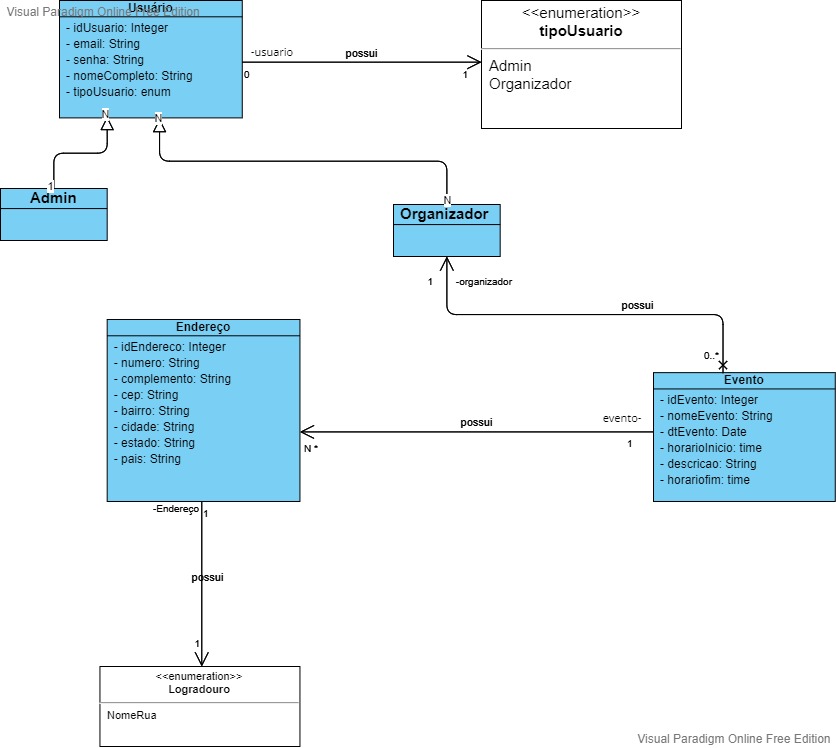 Visual Paradigm Online Free Edition
Usuário
- idUsuario: Integer
- email: String
- senha: String
- nomeCompleto: String
- tipoUsuario: enum
-usuario
possui
0
1
<<enumeration>>
tipoUsuario
Admin
Organizador
N
N
1
Admin
N
Organizador
1
-organizador
possui
0..*
Endereço
- idEndereco: Integer
- numero: String
- complemento: String
- cep: String
- bairro: String
- cidade: String
- estado: String
- pais: String
Evento
- idEvento: Integer
- nomeEvento: String
- dtEvento: Date
- horarioInicio: time
- descricao: String
- horariofim: time
evento-
possui
N *
1
-Endereço
1
possui
1
<<enumeration>>
Logradouro
NomeRua
Visual Paradigm Online Free Edition